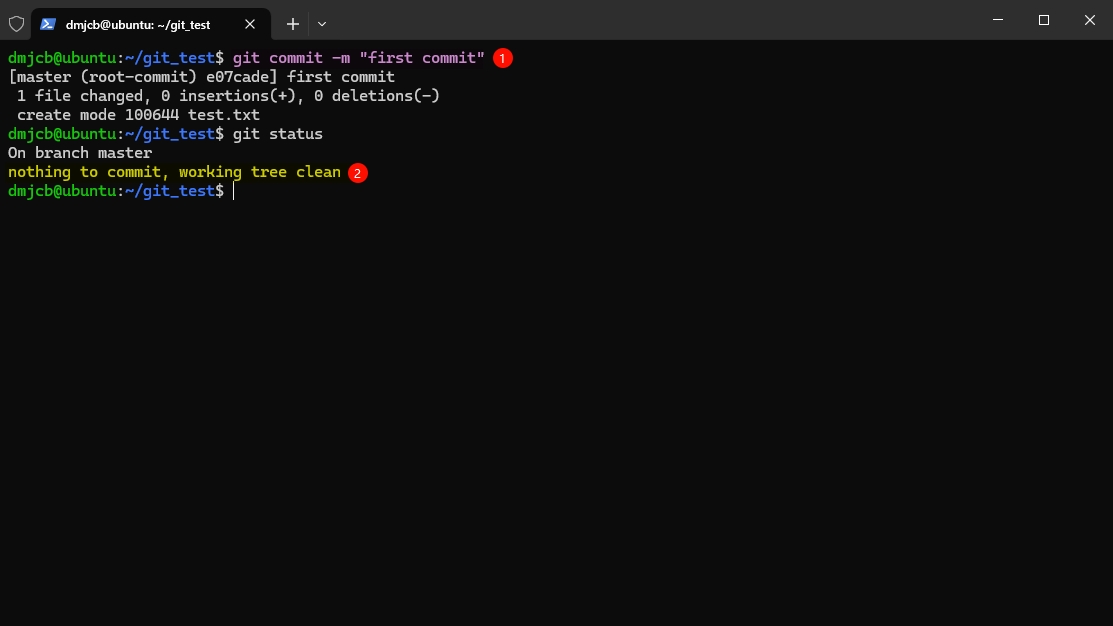 dmjcb@ubuntu: ~/git_test
dmjcb@ubuntu:~/git_test$ git commit -m "first commit" 1
[master (root-commit) e07cade] first commit
 1 file changed, 0 insertions(+), 0 deletions(-)
 create mode 100644 test.txt
dmjcb@ubuntu:~/git_test$ git status
On branch master
nothing to commit, working tree clean 2
dmjcb@ubuntu:~/git_test$